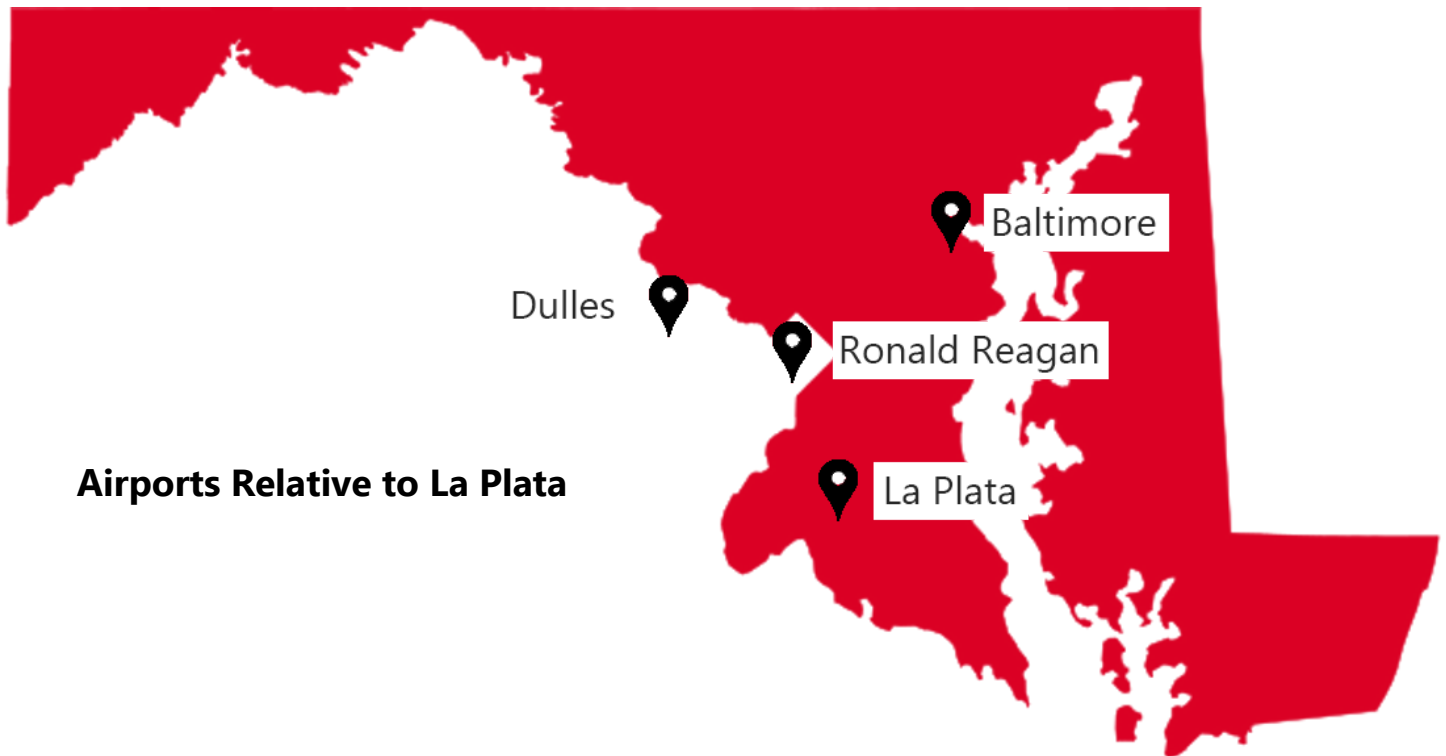 Baltimore
Dulles
Ronald Reagan
Airports Relative to La Plata
La Plata